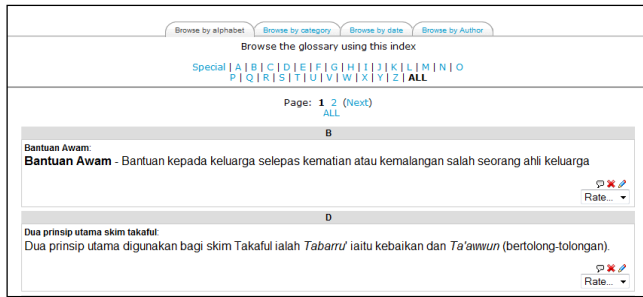 Browse by alphabet Browse by category Browse by date Browse by Author
Browse the glossary using this index
Special | A | B | C | D | E | F | G | H | I | J | K | L | M | N | O
P | Q | R | S | T | U | V | W | X | Y | Z | ALL
Page: 1 2 (Next)
ALL
B
Bantuan Awam:
Bantuan Awam - Bantuan kepada keluarga selepas kematian atau kemalangan salah seorang ahli keluarga
Rate...
D
Dua prinsip utama skim takaful:
Dua prinsip utama digunakan bagi skim Takaful ialah Tabarru' iaitu kebaikan dan Ta'awwun (bertolong-tolongan).
Rate...